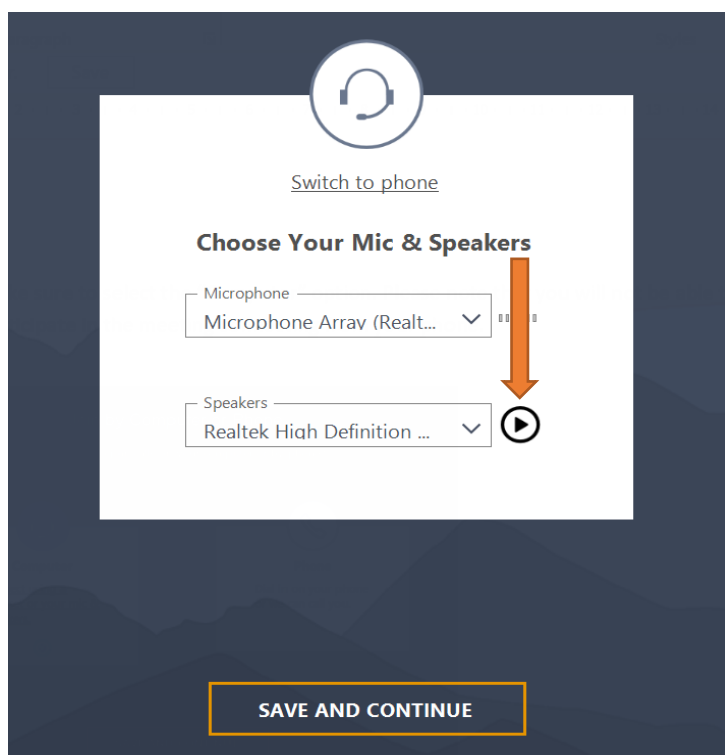 Switch to phone
Choose Your Mic & Speakers
Microphone
Microphone Array (Realt...
Speakers
Realtek High Definition ...
SAVE AND CONTINUE